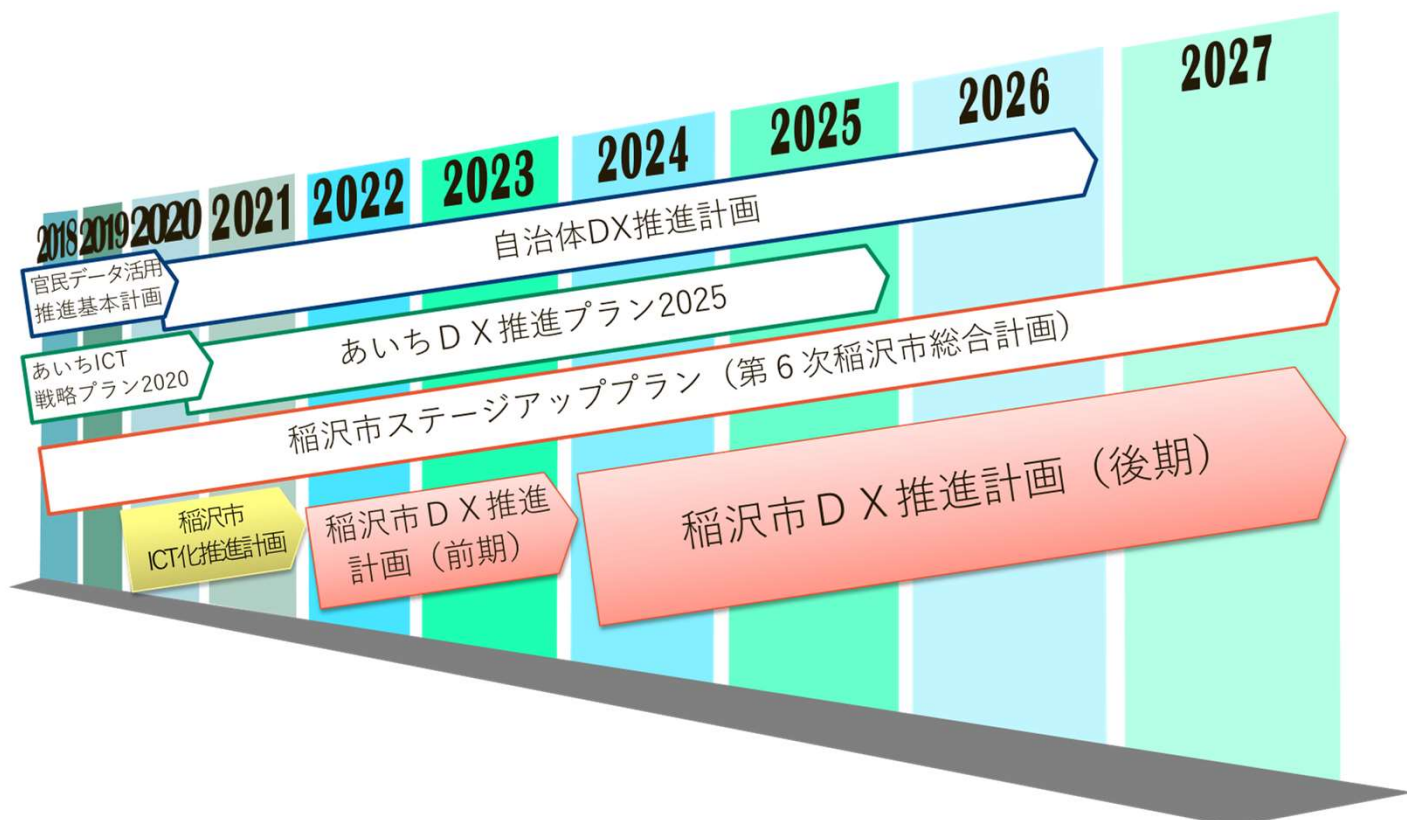 2018
2019
2020
2021
2022
2023
2024
2025
2026
2027
官民データ活用
推進基本計画
自治体DX推進計画
あいちICT
戦略プラン2020
あいちＤＸ推進プラン2025
稲沢市ステージアッププラン（第６次稲沢市総合計画）
稲沢市
ICT化推進計画
稲沢市ＤＸ推進
計画（前期）
稲沢市ＤＸ推進計画（後期）